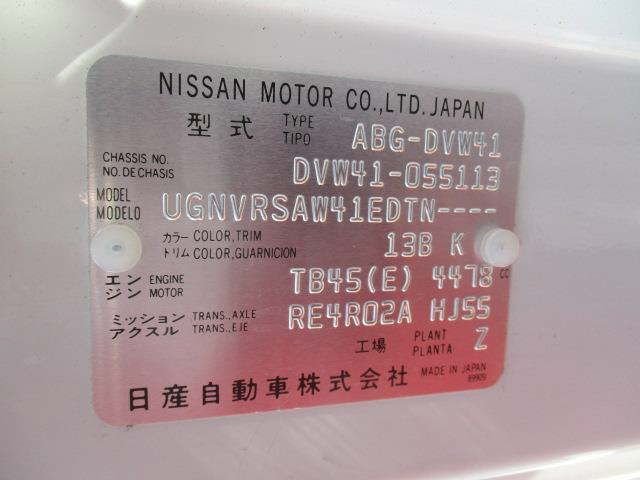 NISSAN MOTOR CO.,LTD.JAPAN
型式 TYPE TIPO ABG-DVW41
CHASSIS NO. NO.DE CHASIS DVW41-055113
MODEL MODELO UGNVRSAW41EDTN----
カラー COLOR,TRIM
トリム COLOR,GUARNICION 13B K
エンジン ENGINE MOTOR TB45(E) 4478 CC
ミッション TRANS.,AXLE
アクスル TRANS.,EJE RE4R02A HJ55
工場 PLANT PLANTA Z
日産自動車株式会社 MADE IN JAPAN